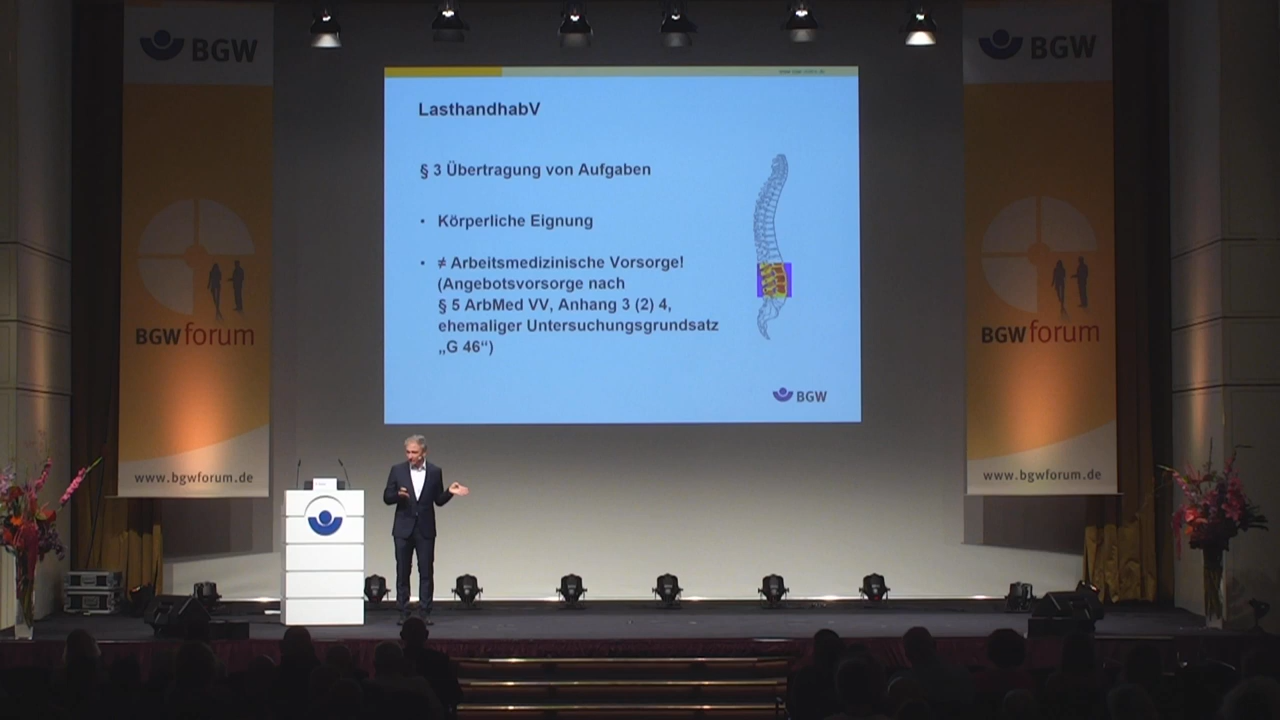 BGW
BGW forum
www.bgwforum.de
LasthandhabV
§ 3 Übertragung von Aufgaben
• Körperliche Eignung
• ≠ Arbeitsmedizinische Vorsorge!
(Angebotsvorsorge nach
§ 5 ArbMed VV, Anhang 3 (2) 4,
ehemaliger Untersuchungsgrundsatz
„G 46“)
BGW
BGW
BGW forum
www.bgwforum.de